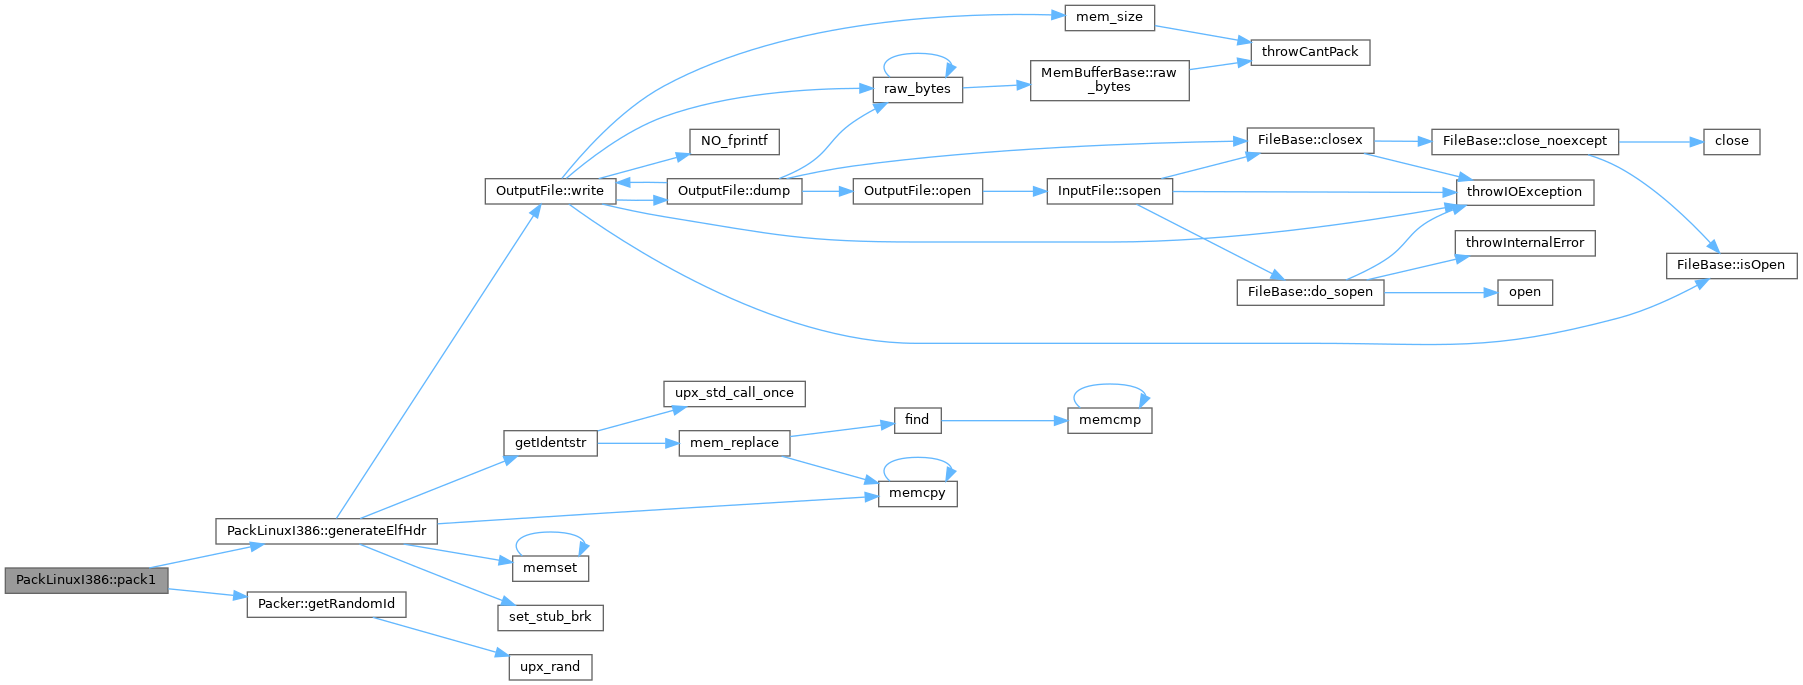 mem_size
throwCantPack
MemBufferBase::raw
_bytes
raw_bytes
NO_fprintf
FileBase::closex
FileBase::close_noexcept
close
OutputFile::write
OutputFile::dump
OutputFile::open
InputFile::sopen
throwIOException
throwInternalError
FileBase::isOpen
FileBase::do_sopen
open
upx_std_call_once
find
memcmp
getIdentstr
mem_replace
memcpy
PackLinuxI386::generateElfHdr
memset
PackLinuxI386::pack1
Packer::getRandomId
set_stub_brk
upx_rand